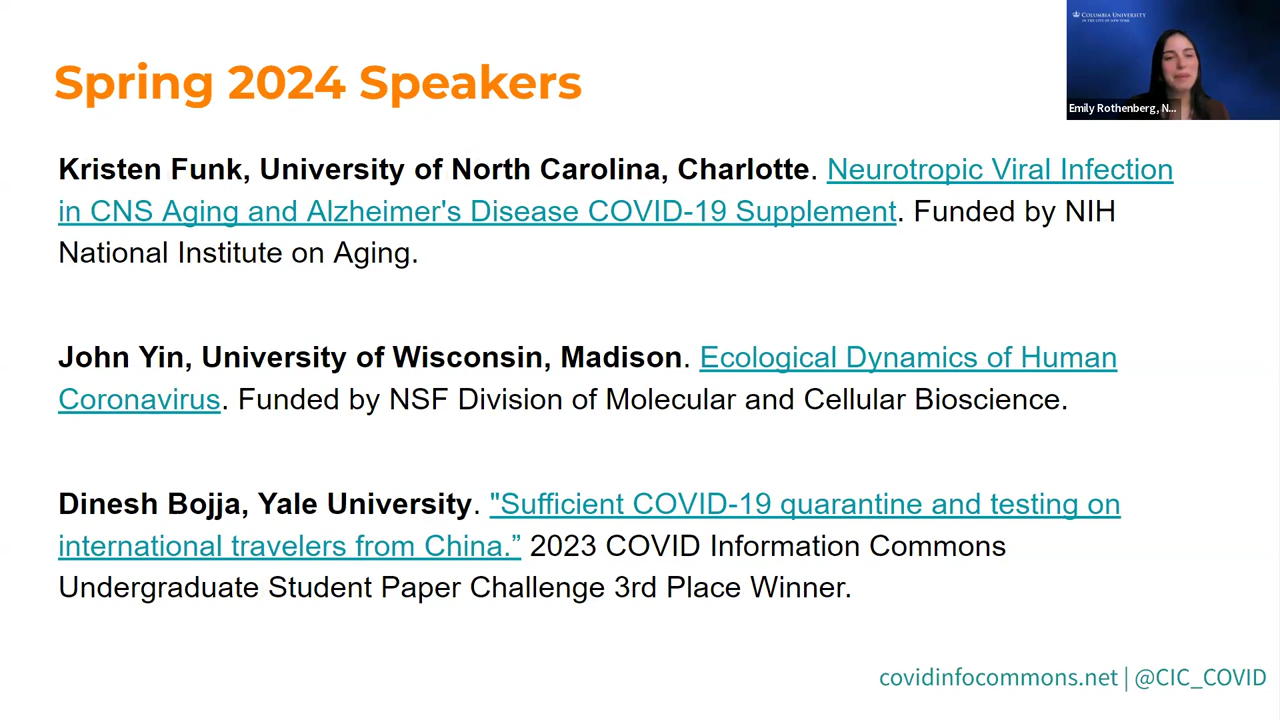 COLUMBIA UNIVERSITY
IN THE CITY OF NEW YORK
Spring 2024 Speakers
Emily Rothenberg, N...
Kristen Funk, University of North Carolina, Charlotte. Neurotropic Viral Infection
in CNS Aging and Alzheimer's Disease COVID-19 Supplement. Funded by NIH
National Institute on Aging.
John Yin, University of Wisconsin, Madison. Ecological Dynamics of Human
Coronavirus. Funded by NSF Division of Molecular and Cellular Bioscience.
Dinesh Bojja, Yale University. "Sufficient COVID-19 quarantine and testing on
international travelers from China.” 2023 COVID Information Commons
Undergraduate Student Paper Challenge 3rd Place Winner.
covidinfocommons.net | @CIC_COVID